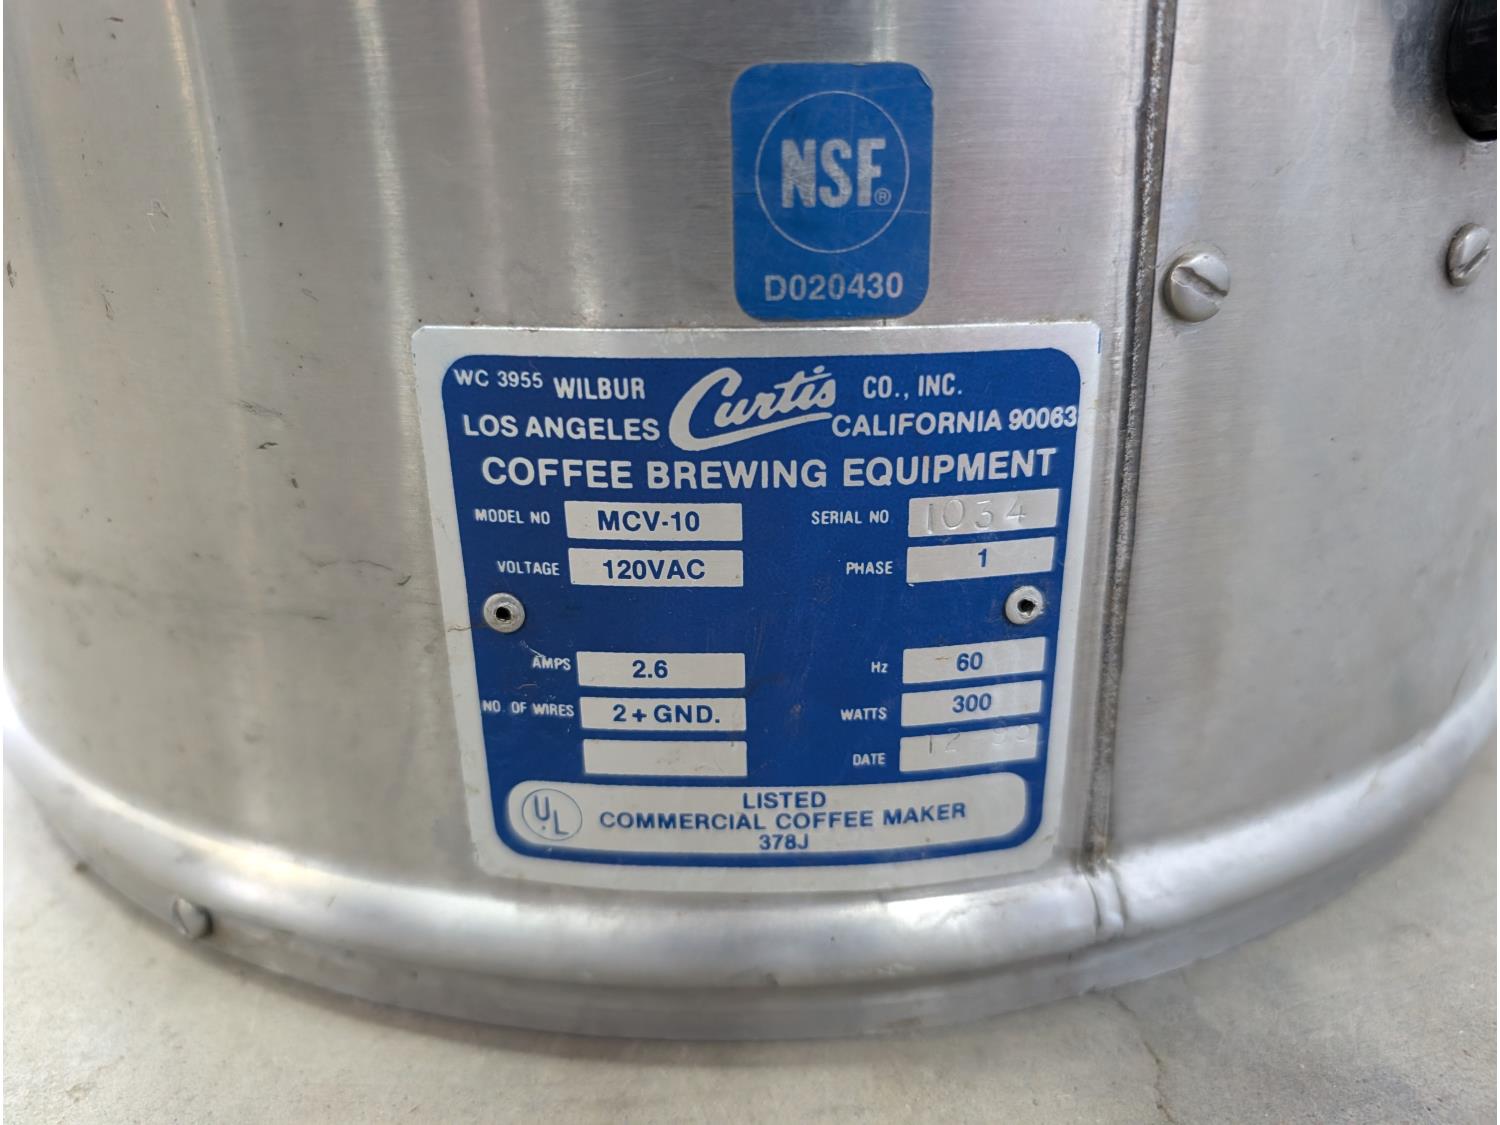 NSF®
D020430
WC 3955 WILBUR Curtis CO., INC.
LOS ANGELES CALIFORNIA 90063
COFFEE BREWING EQUIPMENT
MODEL NO MCV-10 SERIAL NO 1034
VOLTAGE 120VAC PHASE 1
AMPS 2.6 Hz 60
NO. OF WIRES 2 + GND. WATTS 300
DATE 12
UL LISTED
COMMERCIAL COFFEE MAKER
378J